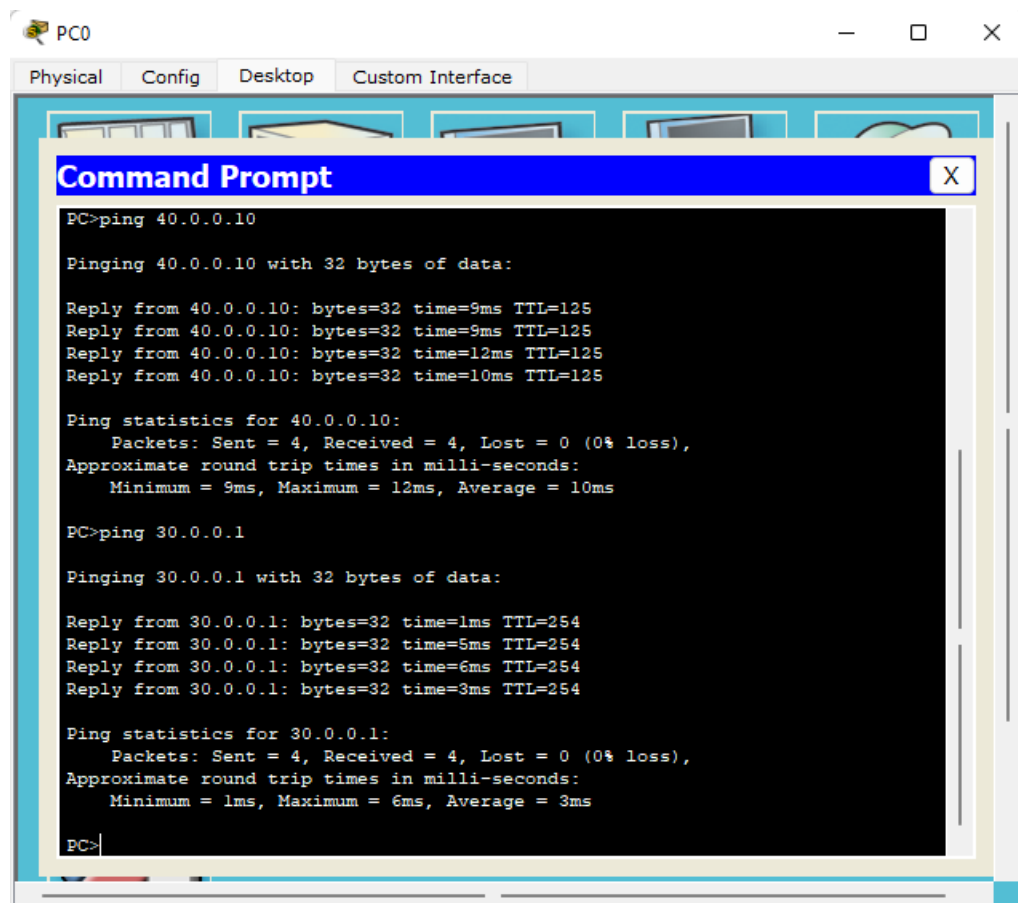 PC0
Physical Config Desktop Custom Interface
Command Prompt X
PC>ping 40.0.0.10
Pinging 40.0.0.10 with 32 bytes of data:
Reply from 40.0.0.10: bytes=32 time=9ms TTL=125
Reply from 40.0.0.10: bytes=32 time=9ms TTL=125
Reply from 40.0.0.10: bytes=32 time=12ms TTL=125
Reply from 40.0.0.10: bytes=32 time=10ms TTL=125
Ping statistics for 40.0.0.10:
Packets: Sent = 4, Received = 4, Lost = 0 (0% loss),
Approximate round trip times in milli-seconds:
Minimum = 9ms, Maximum = 12ms, Average = 10ms
PC>ping 30.0.0.1
Pinging 30.0.0.1 with 32 bytes of data:
Reply from 30.0.0.1: bytes=32 time=1ms TTL=254
Reply from 30.0.0.1: bytes=32 time=5ms TTL=254
Reply from 30.0.0.1: bytes=32 time=6ms TTL=254
Reply from 30.0.0.1: bytes=32 time=3ms TTL=254
Ping statistics for 30.0.0.1:
Packets: Sent = 4, Received = 4, Lost = 0 (0% loss),
Approximate round trip times in milli-seconds:
Minimum = 1ms, Maximum = 6ms, Average = 3ms
PC>